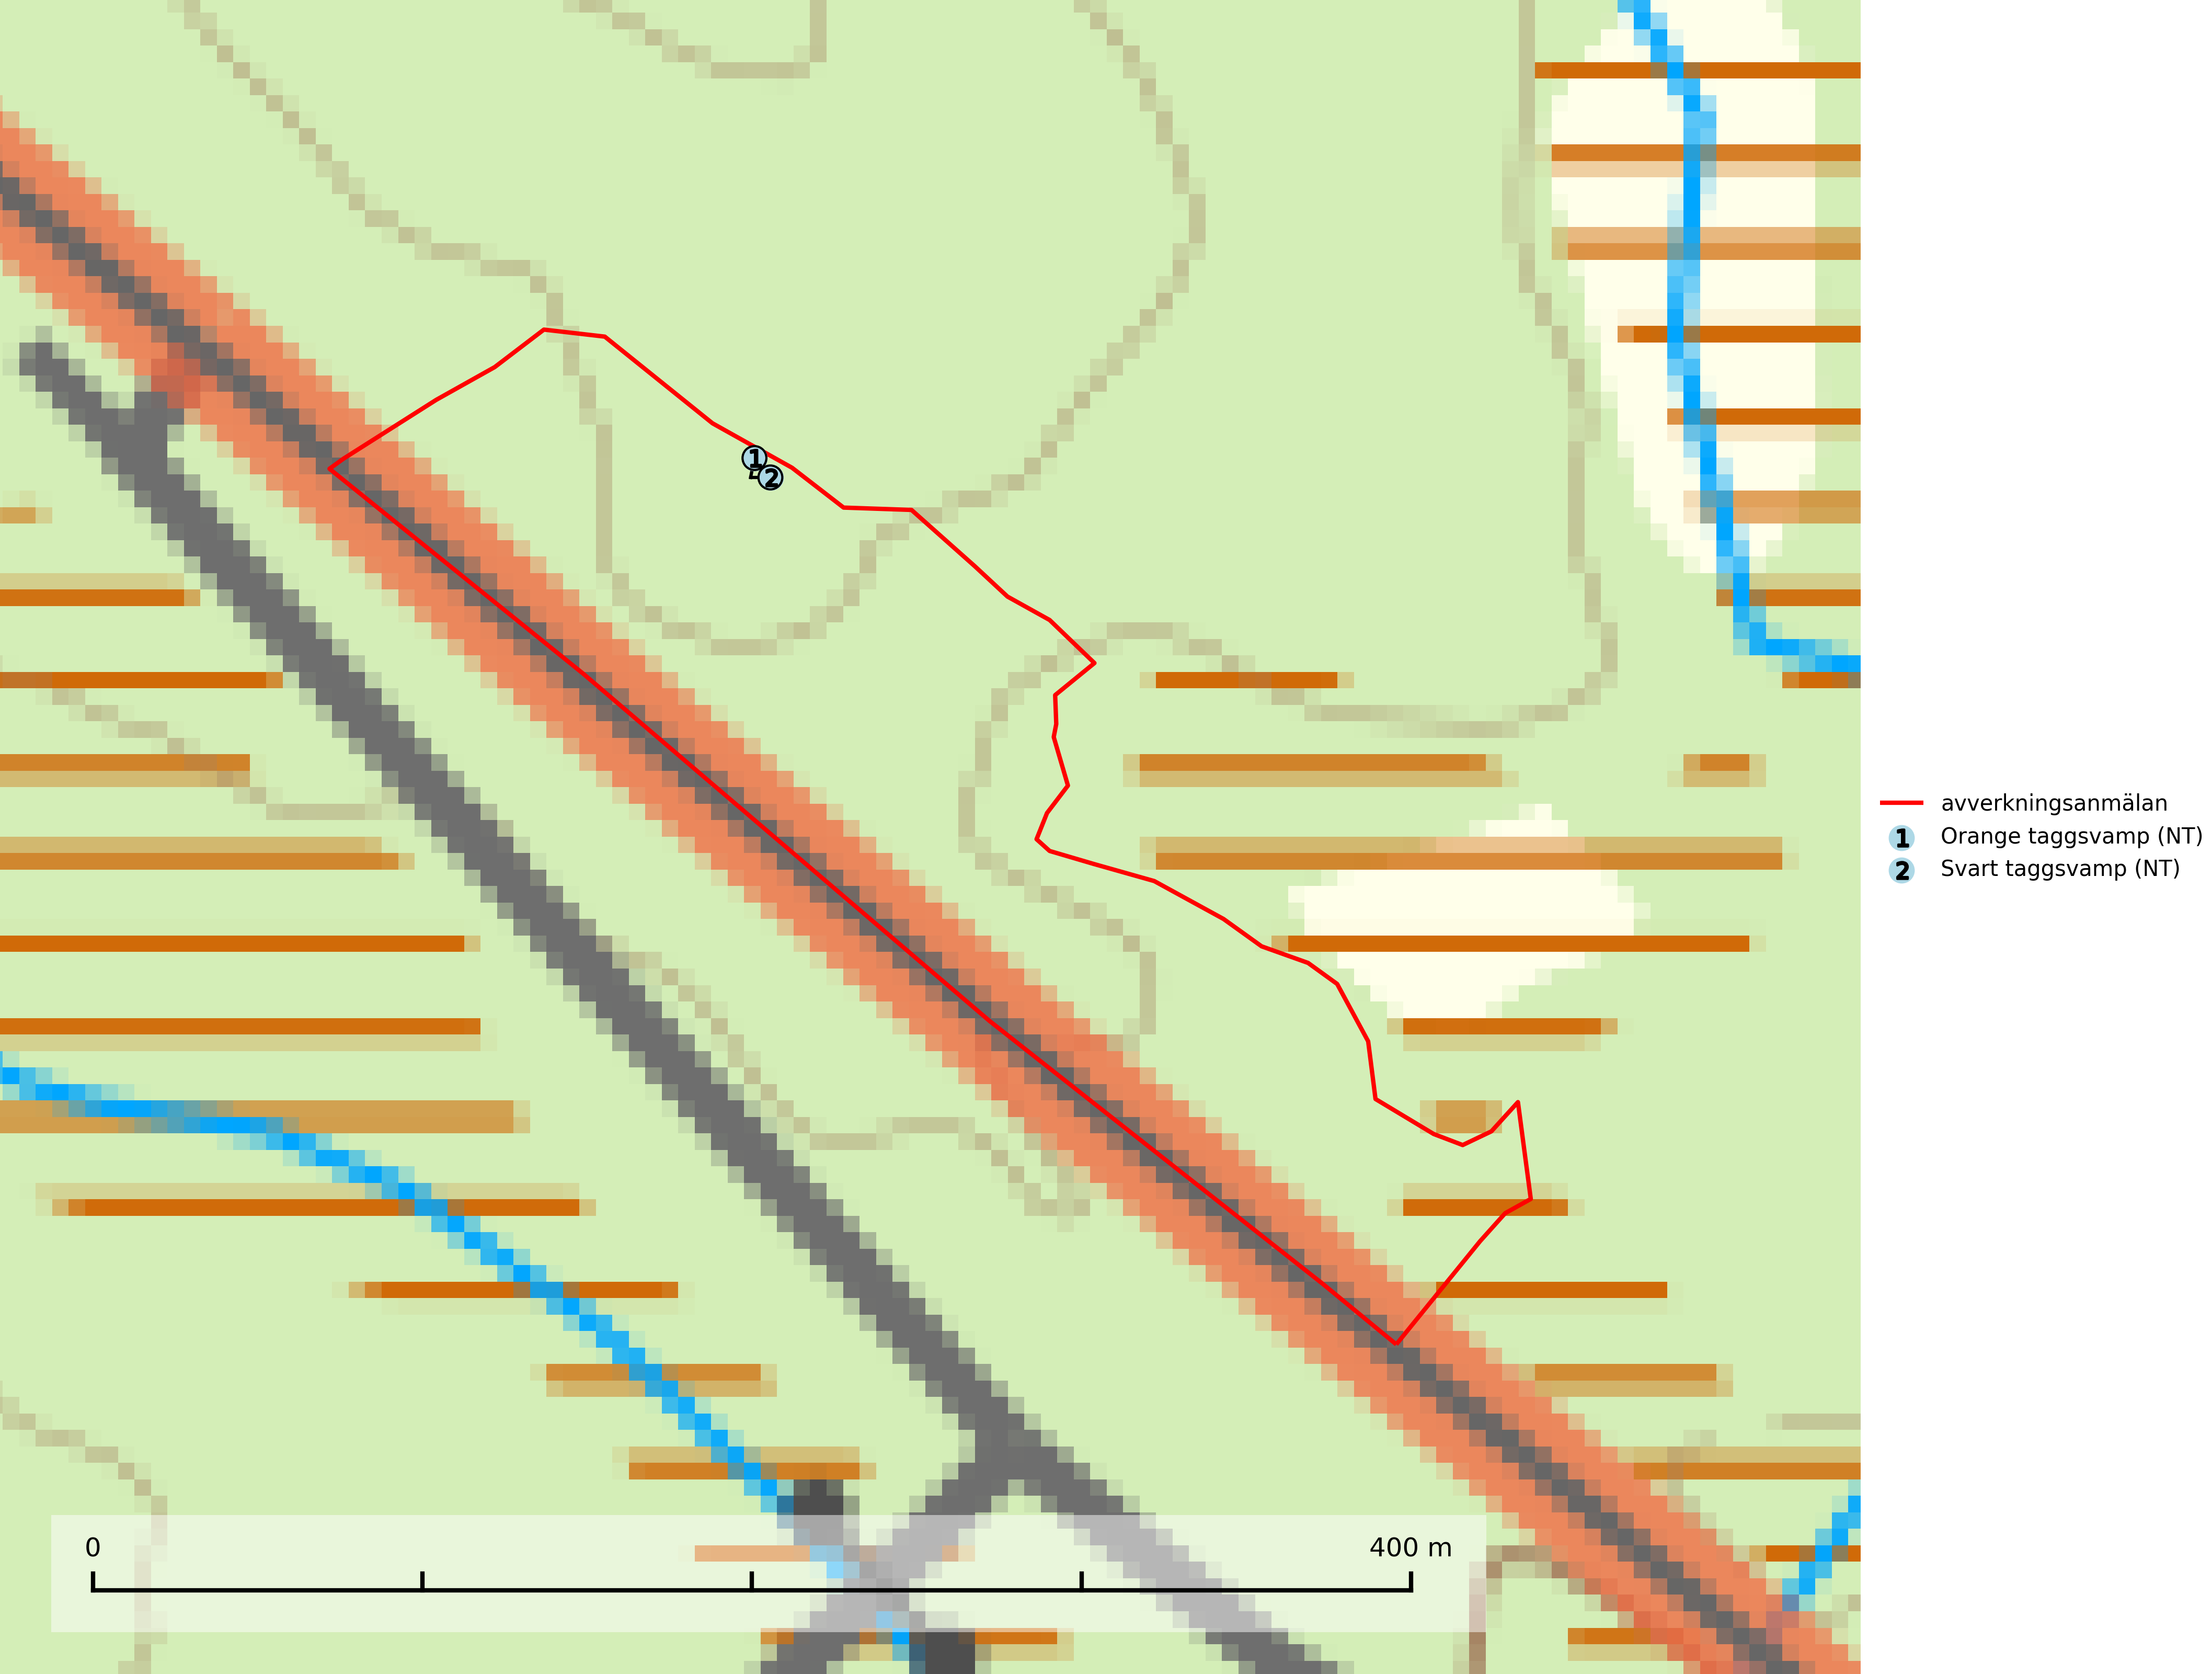 1
2
avverkningsanmälan
1 Orange taggsvamp (NT)
2 Svart taggsvamp (NT)
0 400 m